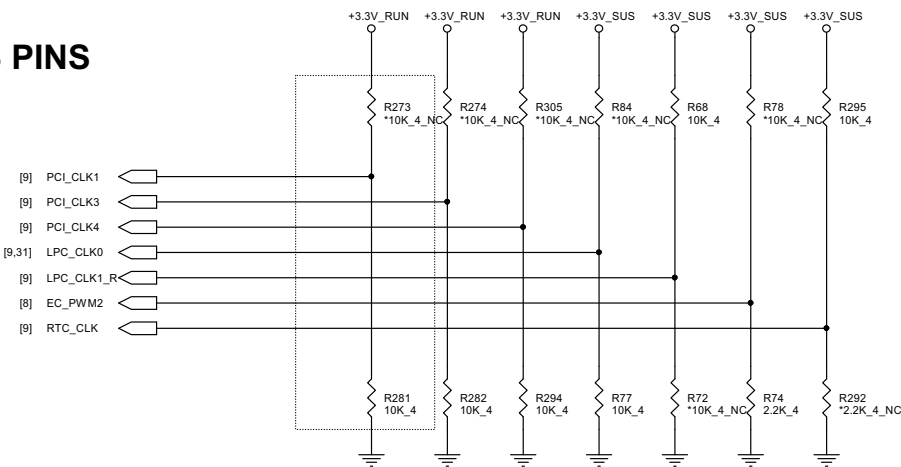 +3.3V_RUN +3.3V_RUN +3.3V_RUN +3.3V_SUS +3.3V_SUS +3.3V_SUS +3.3V_SUS
PINS
R273 R274 R305 R84 R68 R78 R295
*10K_4_NC *10K_4_NC *10K_4_NC *10K_4_NC 10K_4 *10K_4_NC 10K_4
[9] PCI_CLK1
[9] PCI_CLK3
[9] PCI_CLK4
[9,31] LPC_CLK0
[9] LPC_CLK1_R
[8] EC_PWM2
[9] RTC_CLK
R281 R282 R294 R77 R72 R74 R292
10K_4 10K_4 10K_4 10K_4 *10K_4_NC 2.2K_4 *2.2K_4_NC